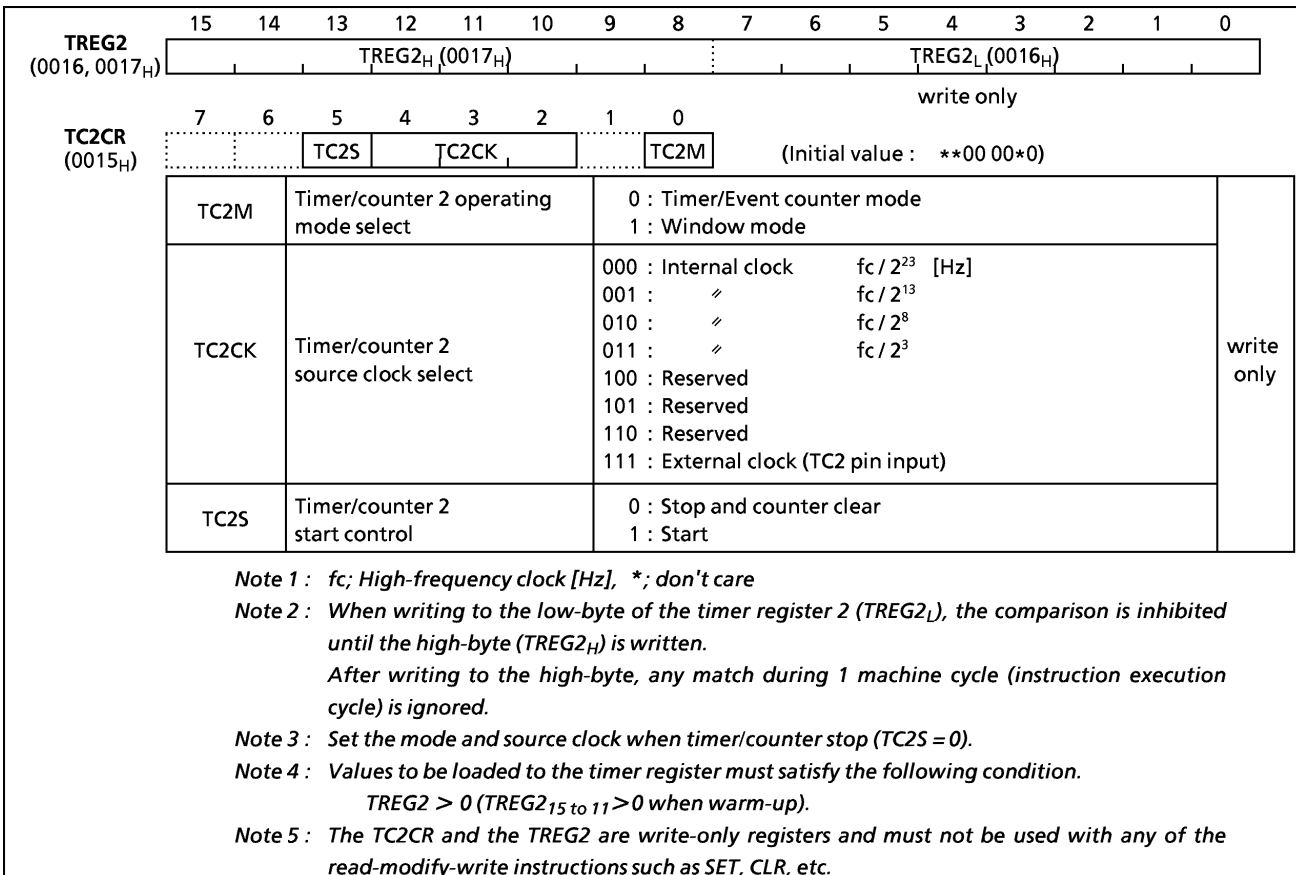 15 14 13 12 11 10 9 8 7 6 5 4 3 2 1 0
TREG2
(0016, 0017H)
TREG2H (0017H) TREG2L (0016H)
write only
7 6 5 4 3 2 1 0
TC2CR
(0015H)
TC2S TC2CK TC2M (Initial value : **00 00*0)
TC2M
Timer/counter 2 operating
mode select
0 : Timer/Event counter mode
1 : Window mode
TC2CK
Timer/counter 2
source clock select
000 : Internal clock fc / 2²³ [Hz]
001 : 〃 fc / 2¹³
010 : 〃 fc / 2⁸
011 : 〃 fc / 2³
100 : Reserved
101 : Reserved
110 : Reserved
111 : External clock (TC2 pin input)
TC2S
Timer/counter 2
start control
0 : Stop and counter clear
1 : Start
write
only
Note 1 : fc; High-frequency clock [Hz], *; don't care
Note 2 : When writing to the low-byte of the timer register 2 (TREG2L), the comparison is inhibited
until the high-byte (TREG2H) is written.
After writing to the high-byte, any match during 1 machine cycle (instruction execution
cycle) is ignored.
Note 3 : Set the mode and source clock when timer/counter stop (TC2S = 0).
Note 4 : Values to be loaded to the timer register must satisfy the following condition.
TREG2 > 0 (TREG2₁₅ to ₁₁ > 0 when warm-up).
Note 5 : The TC2CR and the TREG2 are write-only registers and must not be used with any of the
read-modify-write instructions such as SET, CLR, etc.